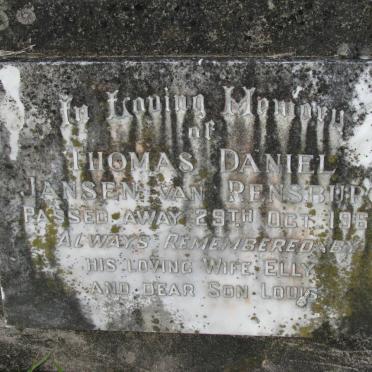 In Loving Memory
of
THOMAS DANIEL
JANSEN VAN RENSBURG
PASSED AWAY 29TH OCT.
ALWAYS REMEMBERED BY
HIS LOVING WIFE ELLY
AND DEAR SON LOUIS